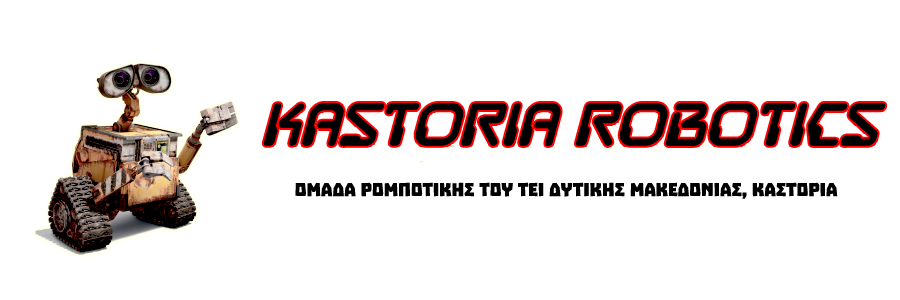 KASTORIA ROBOTICS
ΟΜΑΔΑ ΡΟΜΠΟΤΙΚΗΣ ΤΟΥ ΤΕΙ ΔΥΤΙΚΗΣ ΜΑΚΕΔΟΝΙΑΣ, ΚΑΣΤΟΡΙΑ